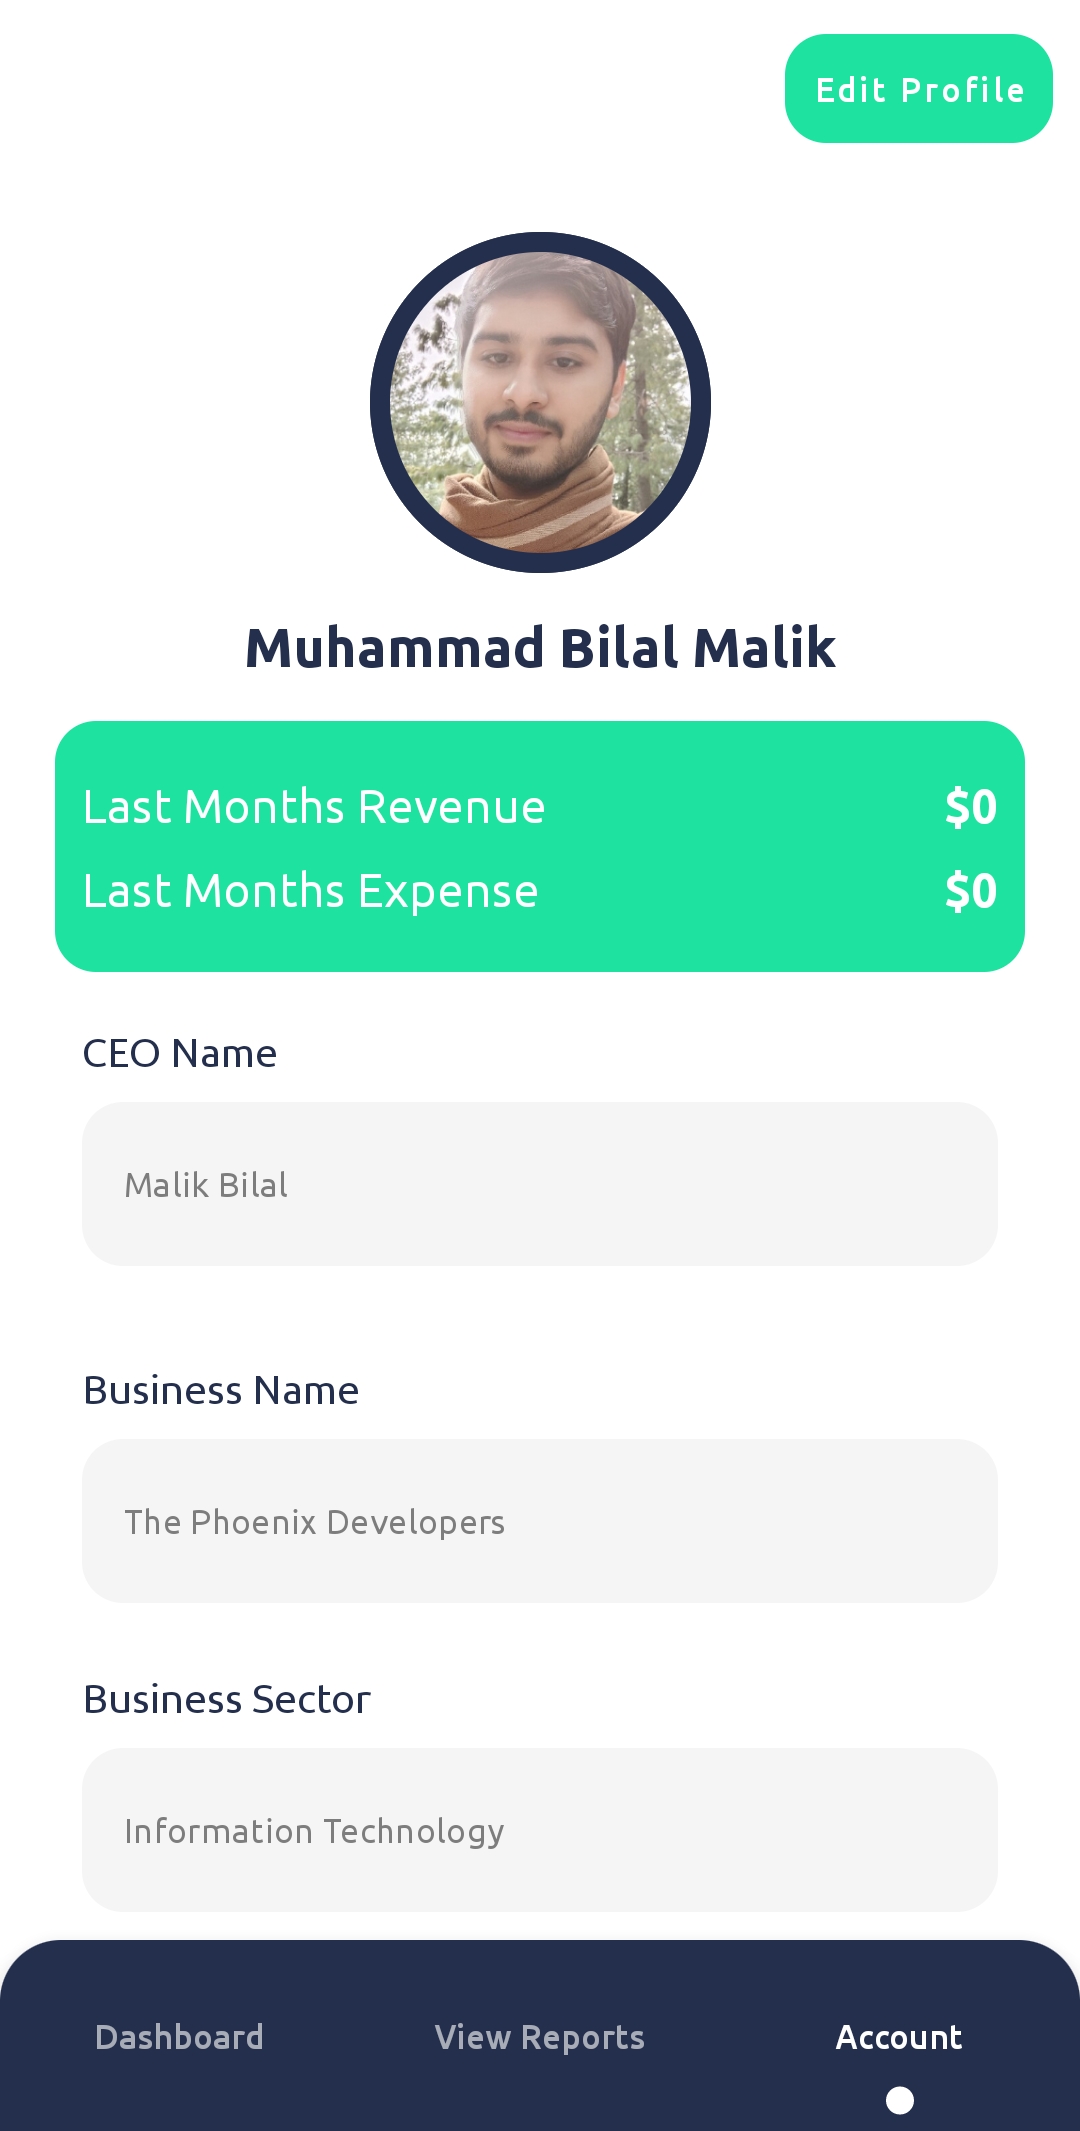 Edit Profile
Muhammad Bilal Malik
Last Months Revenue $0
Last Months Expense $0
CEO Name
Malik Bilal
Business Name
The Phoenix Developers
Business Sector
Information Technology
Dashboard View Reports Account